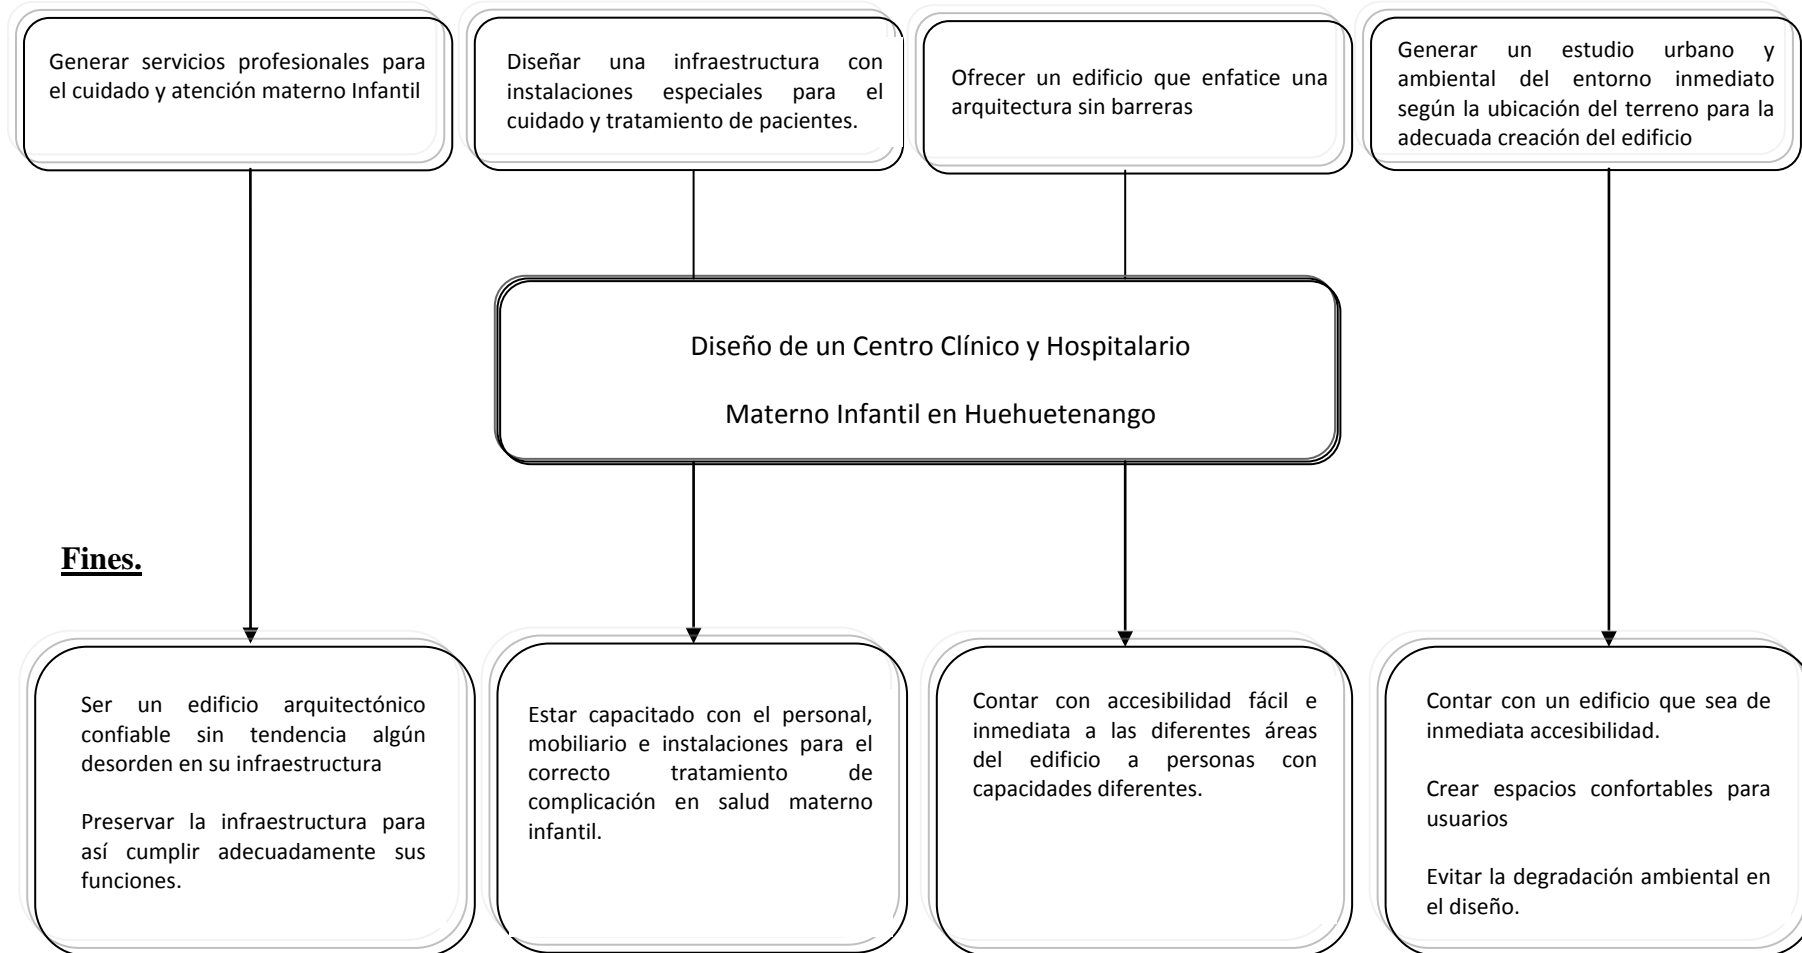 Generar servicios profesionales para
el cuidado y atención materno Infantil
Diseñar una infraestructura con
instalaciones especiales para el
cuidado y tratamiento de pacientes.
Ofrecer un edificio que enfatice una
arquitectura sin barreras
Generar un estudio urbano y
ambiental del entorno inmediato
según la ubicación del terreno para la
adecuada creación del edificio
Diseño de un Centro Clínico y Hospitalario
Materno Infantil en Huehuetenango
Fines.
Ser un edificio arquitectónico
confiable sin tendencia algún
desorden en su infraestructura
Preservar la infraestructura para
así cumplir adecuadamente sus
funciones.
Estar capacitado con el personal,
mobiliario e instalaciones para el
correcto tratamiento de
complicación en salud materno
infantil.
Contar con accesibilidad fácil e
inmediata a las diferentes áreas
del edificio a personas con
capacidades diferentes.
Contar con un edificio que sea de
inmediata accesibilidad.
Crear espacios confortables para
usuarios
Evitar la degradación ambiental en
el diseño.